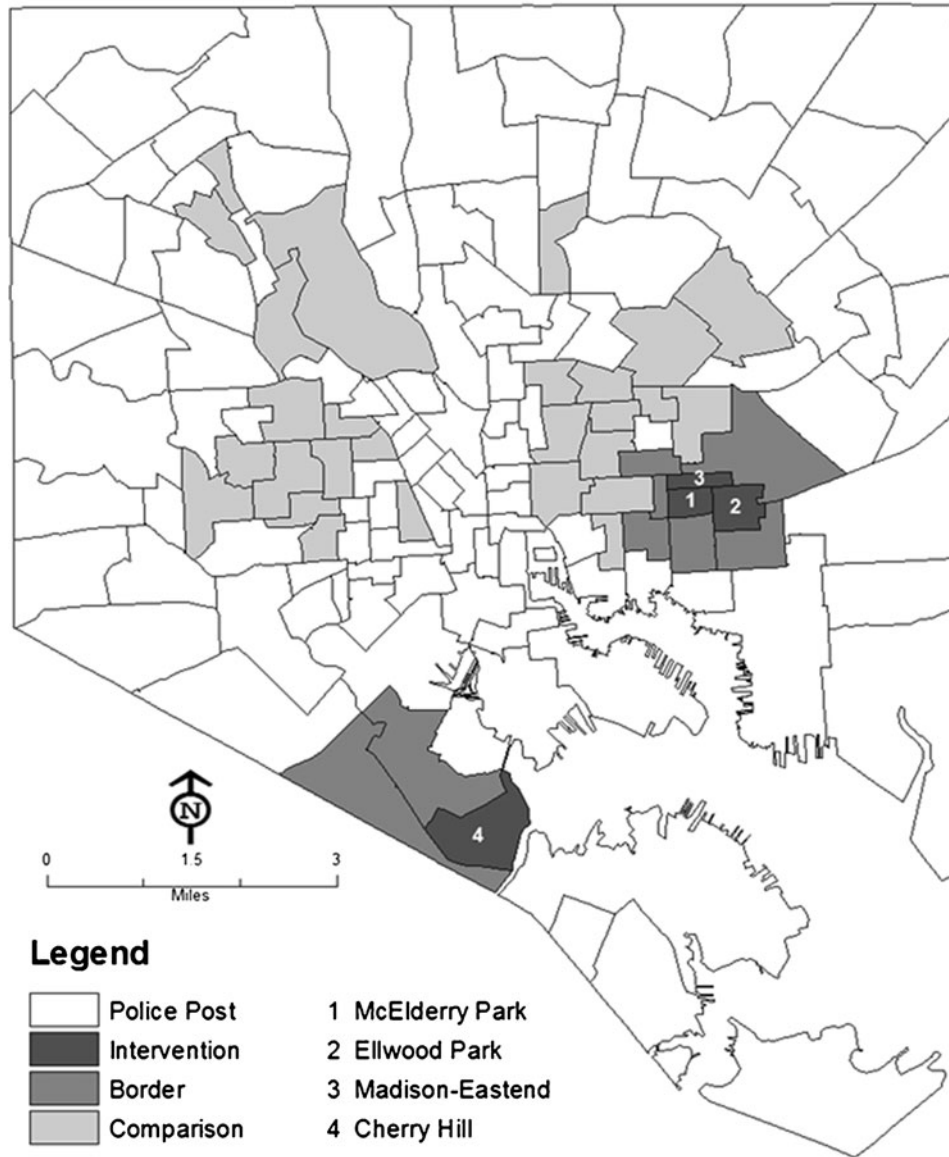 3
1
2
4
N
0 1.5 3
Miles
Legend
Police Post 1 McElderry Park
Intervention 2 Ellwood Park
Border 3 Madison-Eastend
Comparison 4 Cherry Hill